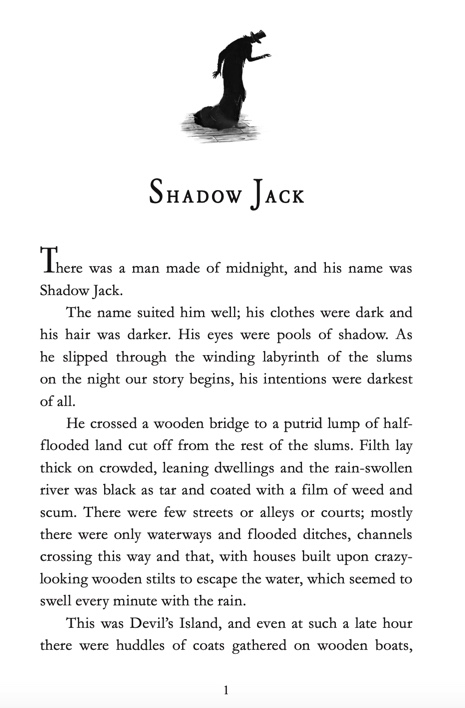 SHADOW JACK
There was a man made of midnight, and his name was
Shadow Jack.
The name suited him well; his clothes were dark and
his hair was darker. His eyes were pools of shadow. As
he slipped through the winding labyrinth of the slums
on the night our story begins, his intentions were darkest
of all.
He crossed a wooden bridge to a putrid lump of half-
flooded land cut off from the rest of the slums. Filth lay
thick on crowded, leaning dwellings and the rain-swollen
river was black as tar and coated with a film of weed and
scum. There were few streets or alleys or courts; mostly
there were only waterways and flooded ditches, channels
crossing this way and that, with houses built upon crazy-
looking wooden stilts to escape the water, which seemed to
swell every minute with the rain.
This was Devil’s Island, and even at such a late hour
there were huddles of coats gathered on wooden boats,
1